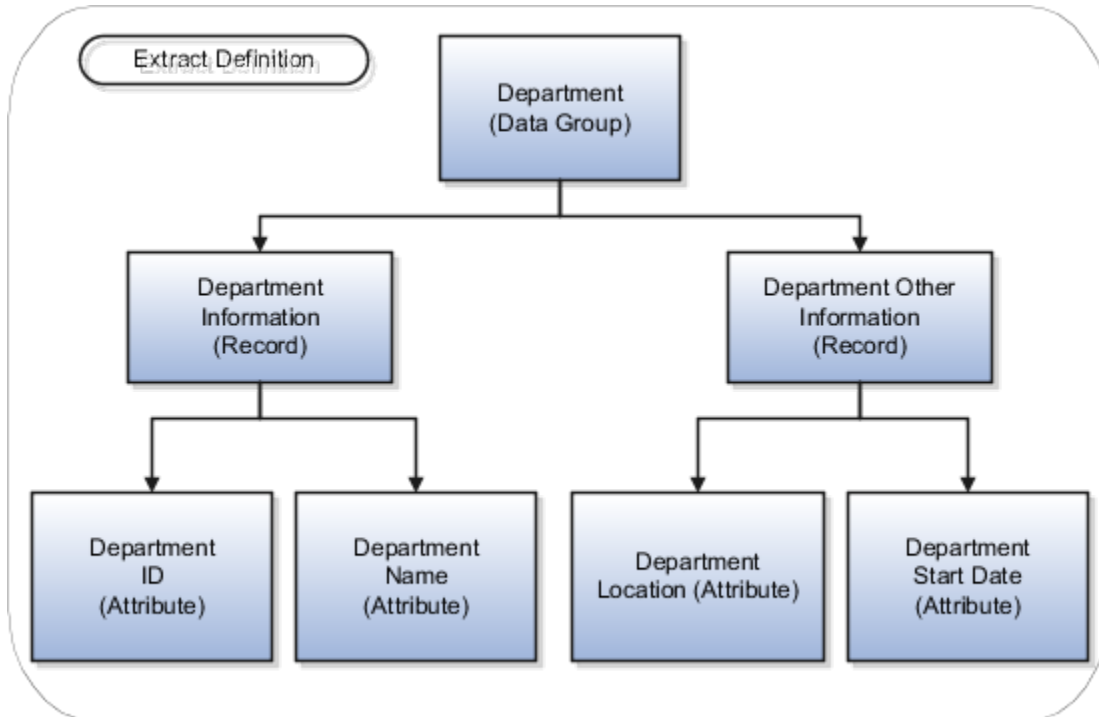 Extract Definition
Department
(Data Group)
Department
Information
(Record)
Department Other
Information
(Record)
Department
ID
(Attribute)
Department
Name
(Attribute)
Department
Location (Attribute)
Department
Start Date
(Attribute)